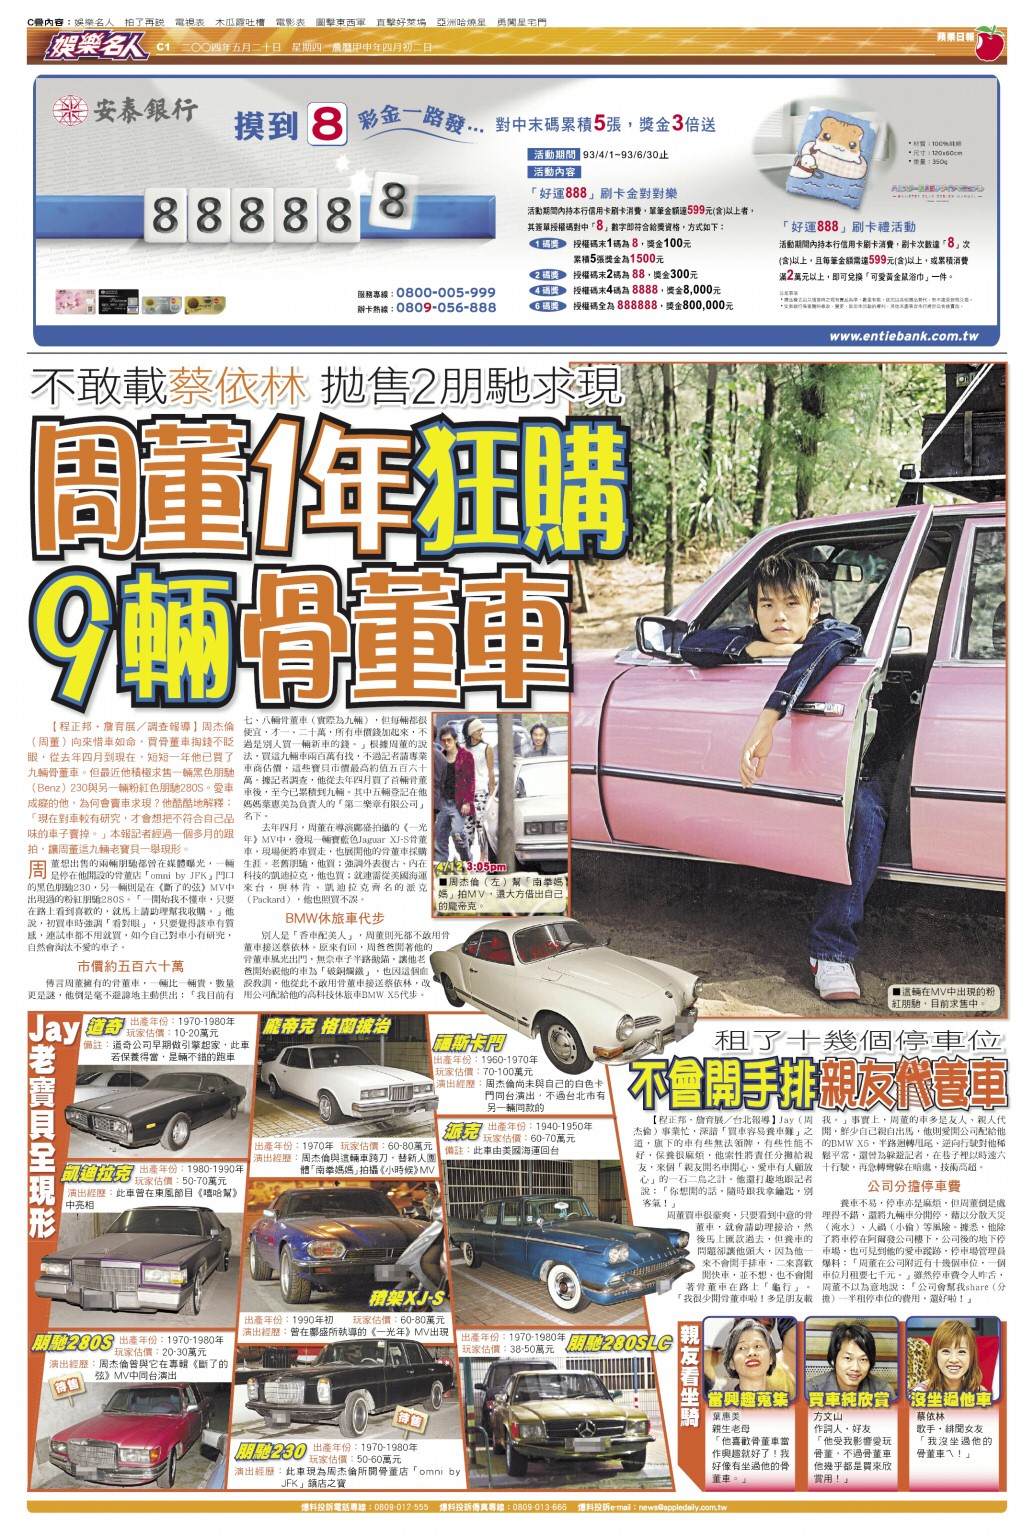 C疊內容：娛樂名人　拍了再說　電視表　木瓜霞吐槽　電影表　圖擊東西軍　直擊好萊塢　亞洲哈燒星　勇闖星宅門
娛樂名人 C1 二〇〇四年五月二十日　星期四　農曆甲申年四月初二日
蘋果日報
安泰銀行
摸到8 彩金一路發... 對中末碼累積5張，獎金3倍送
活動期間 93/4/1~93/6/30止
活動內容
「好運888」刷卡金對對樂
活動期間內持本行信用卡刷卡消費，單筆金額達599元(含)以上者，
其簽單授權碼對中「8」數字即符合給獎資格，方式如下：
1 碼獎 授權碼末1碼為 8，獎金100元
累積5張獎金為1500元
2 碼獎 授權碼末2碼為 88，獎金300元
4 碼獎 授權碼末4碼為 8888，獎金8,000元
6 碼獎 授權碼全為 888888，獎金800,000元
8 8 8 8 8 8
服務專線：0800-005-999
辦卡熱線：0809-056-888
•材質：100%純綿
•尺寸：120x60cm
•重量：350g
「好運888」刷卡禮活動
活動期間內持本行信用卡刷卡消費，刷卡次數達「8」次
(含)以上，且每筆金額需達599元(含)以上，或累積消費
滿2萬元以上，即可兌換「可愛黃金鼠浴巾」一件。
www.entiebank.com.tw
不敢載蔡依林 拋售2朋馳求現
周董1年狂購
9輛骨董車
【程正邦、詹育展／調查報導】周杰倫
（周董）向來惜車如命，買骨董車掏錢不眨
眼，從去年四月到現在，短短一年他已買了
九輛骨董車。但最近他積極求售一輛黑色朋馳
（Benz）230與另一輛粉紅色朋馳280S。愛車
成癡的他，為何會賣車求現？他酷酷地解釋：
「現在對車較有研究，才會想把不符合自己品
味的車子賣掉。」本報記者經過一個多月的跟
拍，讓周董這九輛老寶貝一舉現形。
周董想出售的兩輛朋馳都曾在媒體曝光，一輛
是停在他開設的骨董店「omni by JFK」門口
的黑色朋馳230，另一輛則是在《斷了的弦》MV中
出現過的粉紅朋馳280S。「一開始我不懂車，只要
在路上看到喜歡的，就馬上請助理幫我收購。」他
說，初買車時強調「看對眼」，只要覺得該車有質
感，連試車都不用就買，如今自己對車小有研究，
自然會淘汰不愛的車子。
市價約五百六十萬
傳言周董擁有的骨董車，一輛比一輛貴，數量
更是謎，他倒是毫不避諱地主動供出：「我目前有
七、八輛骨董車（實際為九輛），但每輛都很
便宜，才一、二十萬，所有車價錢加起來，不
過是別人買一輛新車的錢。」根據周董的說
法，買這九輛車兩百萬有找，不過記者請專業
車商估價，這些寶貝市價最高約值五百六十
萬。據記者調查，他從去年四月買了首輛骨董
車後，至今已累積到九輛。其中五輛登記在他
媽媽葉惠美為負責人的「第二樂章有限公司」
名下。
去年四月，周董在導演鄺盛拍攝的《一光
年》MV中，發現一輛寶藍色Jaguar XJ-S骨董
車，現場便將車買走，也展開他的骨董車採購
生涯。老舊朋馳，他買；強調外表復古、內在
科技的凱迪拉克，他也買；就連需從美國海運
來台，與林肯、凱迪拉克齊名的派克
（Packard），他也照買不誤。
BMW休旅車代步
別人是「香車配美人」，周董則死都不敢用骨
董車接送蔡依林。原來有回，周爸爸開著他的
骨董車風光出門，無奈車子半路拋錨，讓他老
爸開始視他的車為「破銅爛鐵」，也因這個血
淚教訓，他從此不敢用骨董車接送蔡依林，改
用公司配給他的高科技休旅車BMW X5代步。
4/12 3:05pm
■周杰倫（左）幫「南拳媽
媽」拍MV，還大方借出自己
的龐帝克。
■這輛在MV中出現的粉
紅朋馳，目前求售中。
Jay老寶貝全現形
道奇 出產年份：1970-1980年
玩家估價：10-20萬元
備註：道奇公司早期做引擎起家，此車
若保養得當，是輛不錯的跑車
龐帝克 格蘭披治
出產年份：1970年 玩家估價：60-80萬元
演出經歷：周杰倫與這輛車跨刀，替新人團
體「南拳媽媽」拍攝《小時候》MV
福斯卡門
出產年份：1960-1970年
玩家估價：70-100萬元
演出經歷：周杰倫尚未與自己的白色卡
門同台演出，不過台北市有
另一輛同款的
派克 出產年份：1940-1950年
玩家估價：60-70萬元
備註：此車由美國海運回台
凱迪拉克 出產年份：1980-1990年
玩家估價：50-70萬元
演出經歷：此車曾在東風節目《嘻哈幫》
中亮相
積架XJ-S
出產年份：1990年初 玩家估價：60-80萬元
演出經歷：曾在鄺盛所執導的《一光年》MV出現
朋馳280S 出產年份：1970-1980年
玩家估價：20-30萬元
演出經歷：周杰倫曾與它在專輯《斷了的
弦》MV中同台演出
待售
待售
朋馳230 出產年份：1970-1980年
玩家估價：50-60萬元
演出經歷：此車現為周杰倫所開骨董店「omni by
JFK」鎮店之寶
出產年份：1970-1980年 朋馳280SLC
玩家估價：38-50萬元
租了十幾個停車位
不會開手排親友代養車
【程正邦、詹育展／台北報導】Jay（周
杰倫）事業忙，深諳「買車容易養車難」之
道，旗下的車有些無法領牌，有些性能不
好，保養很麻煩，他索性將責任分攤給親
友，來個「親友開名車開心、愛車有人顧放
心」的一石二鳥之計。他還打趣地跟記者
說：「你想開的話，隨時跟我拿鑰匙，別
客氣！」
周董買車很豪爽，只要看到中意的骨
董車，就會請助理接洽，然
後馬上匯款過去，但養車的
問題卻讓他頭大，因為他一
來不會開手排車，二來喜歡
開快車，並不想、也不會開
著骨董車在路上「龜行」。
「我很少開骨董車啦！多是朋友載
我。」事實上，周董的車多是友人、親人代
開，鮮少自己親自出馬，他則愛開公司配給他
的BMW X5，半路迴轉甩尾、逆向行駛對他稀
鬆平常，還曾為躲避記者，在巷子裡以時速六
十行駛，再急轉彎躲在暗處，技術高超。
公司分擔停車費
養車不易，停車亦是麻煩，但周董倒是處
理得不錯，還將九輛車分開停，藉以分散天災
（淹水）、人禍（小偷）等風險。據悉，他除
了將車停在阿爾發公司樓下，公司後的地下停
車場，也可見到他的愛車蹤跡，停車場管理員
爆料：「周董在公司附近有十幾個車位，一個
車位月租要七千元。」雖然停車費令人咋舌，
周董不以為意地說：「公司會幫我share（分
擔）一半租停車位的費用，還好啦！」
親友看坐騎
當興趣蒐集
葉惠美
親生老母
「他喜歡骨董車當
作興趣就好了！我
好像有坐過他的骨
董車。」
買車純欣賞
方文山
作詞人、好友
「他受我影響愛玩
骨董，不過骨董車
他幾乎都是買來欣
賞用！」
沒坐過他車
蔡依林
歌手、緋聞女友
「我沒坐過他的
骨董車ㄟ！」
爆料投訴電話專線：0809-012-555　爆料投訴傳真專線：0809-013-666　爆料投訴e-mail：news@appledaily.com.tw